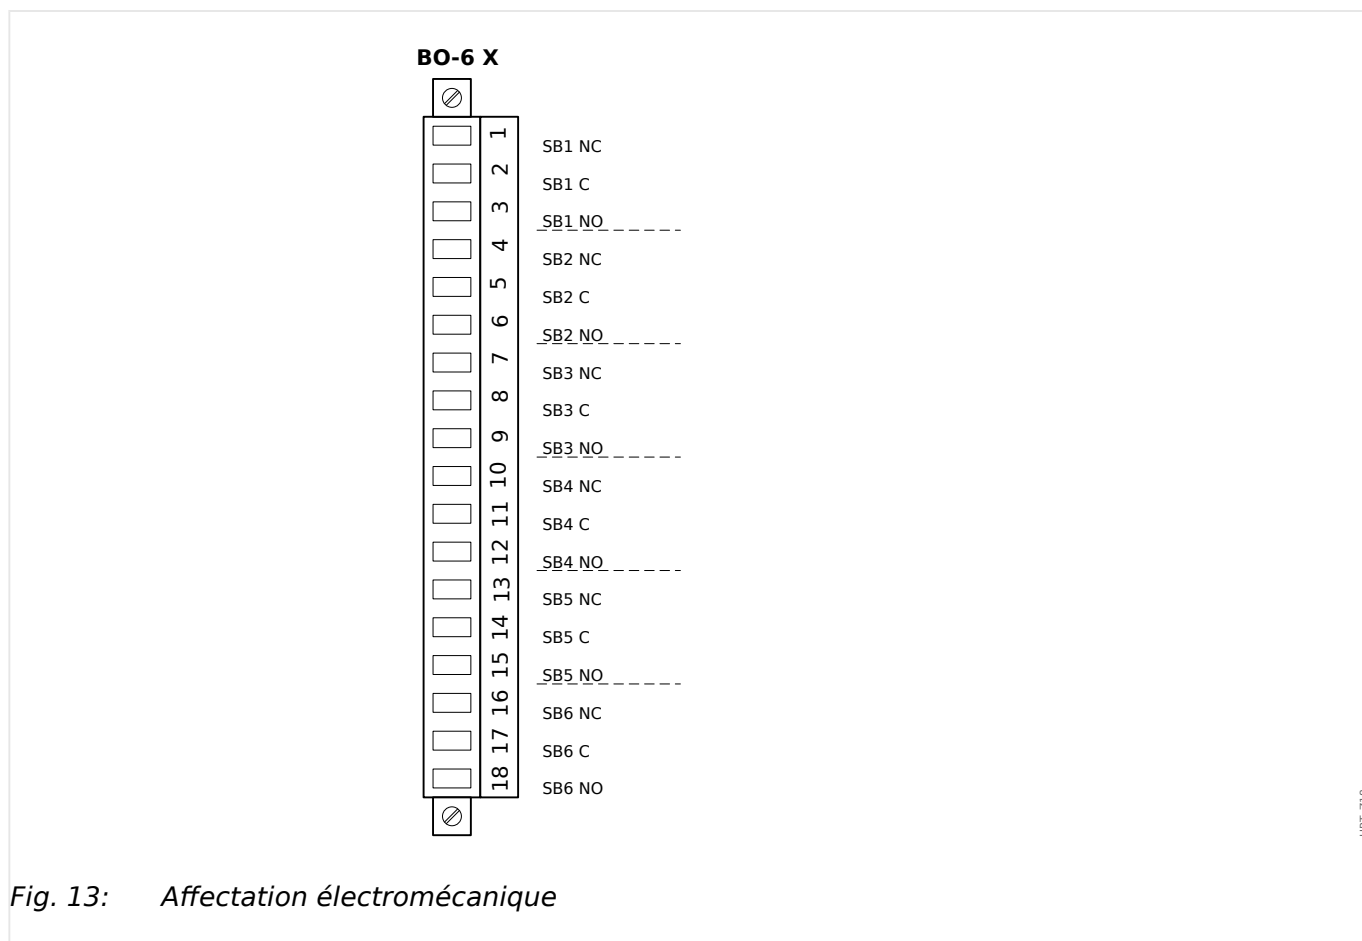 BO-6 X
1 SB1 NC
2 SB1 C
3 SB1 NO
4 SB2 NC
5 SB2 C
6 SB2 NO
7 SB3 NC
8 SB3 C
9 SB3 NO
10 SB4 NC
11 SB4 C
12 SB4 NO
13 SB5 NC
14 SB5 C
15 SB5 NO
16 SB6 NC
17 SB6 C
18 SB6 NO
Fig. 13: Affectation électromécanique